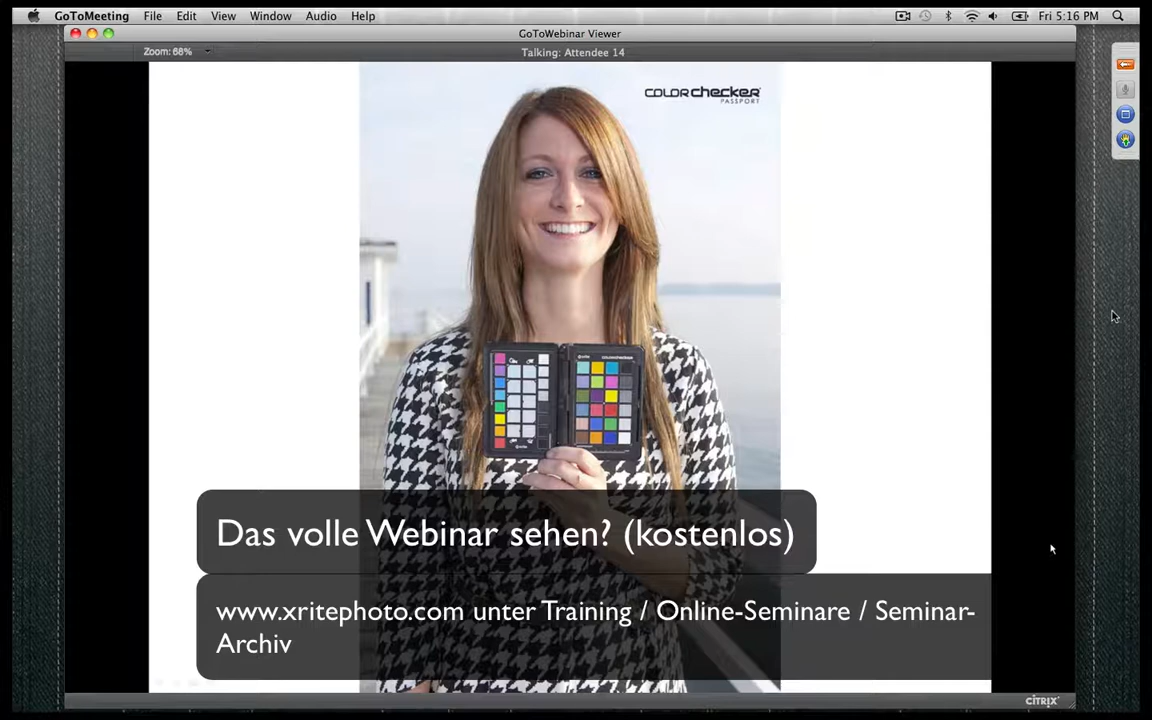 GoToMeeting File Edit View Window Audio Help Fri 5:16 PM
GoToWebinar Viewer
Zoom: 68% Talking: Attendee 14
COLORchecker
PASSPORT
Das volle Webinar sehen? (kostenlos)
www.xritephoto.com unter Training / Online-Seminare / Seminar-
Archiv
CITRIX